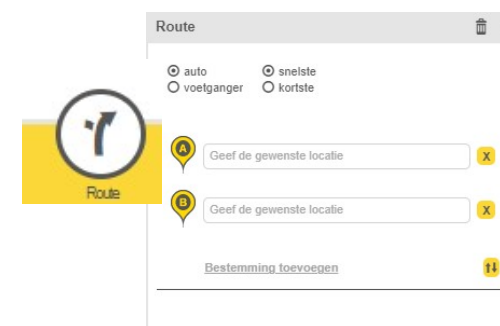 Route
auto snelste
voetganger kortste
A Geef de gewenste locatie X
Route
B Geef de gewenste locatie X
Bestemming toevoegen